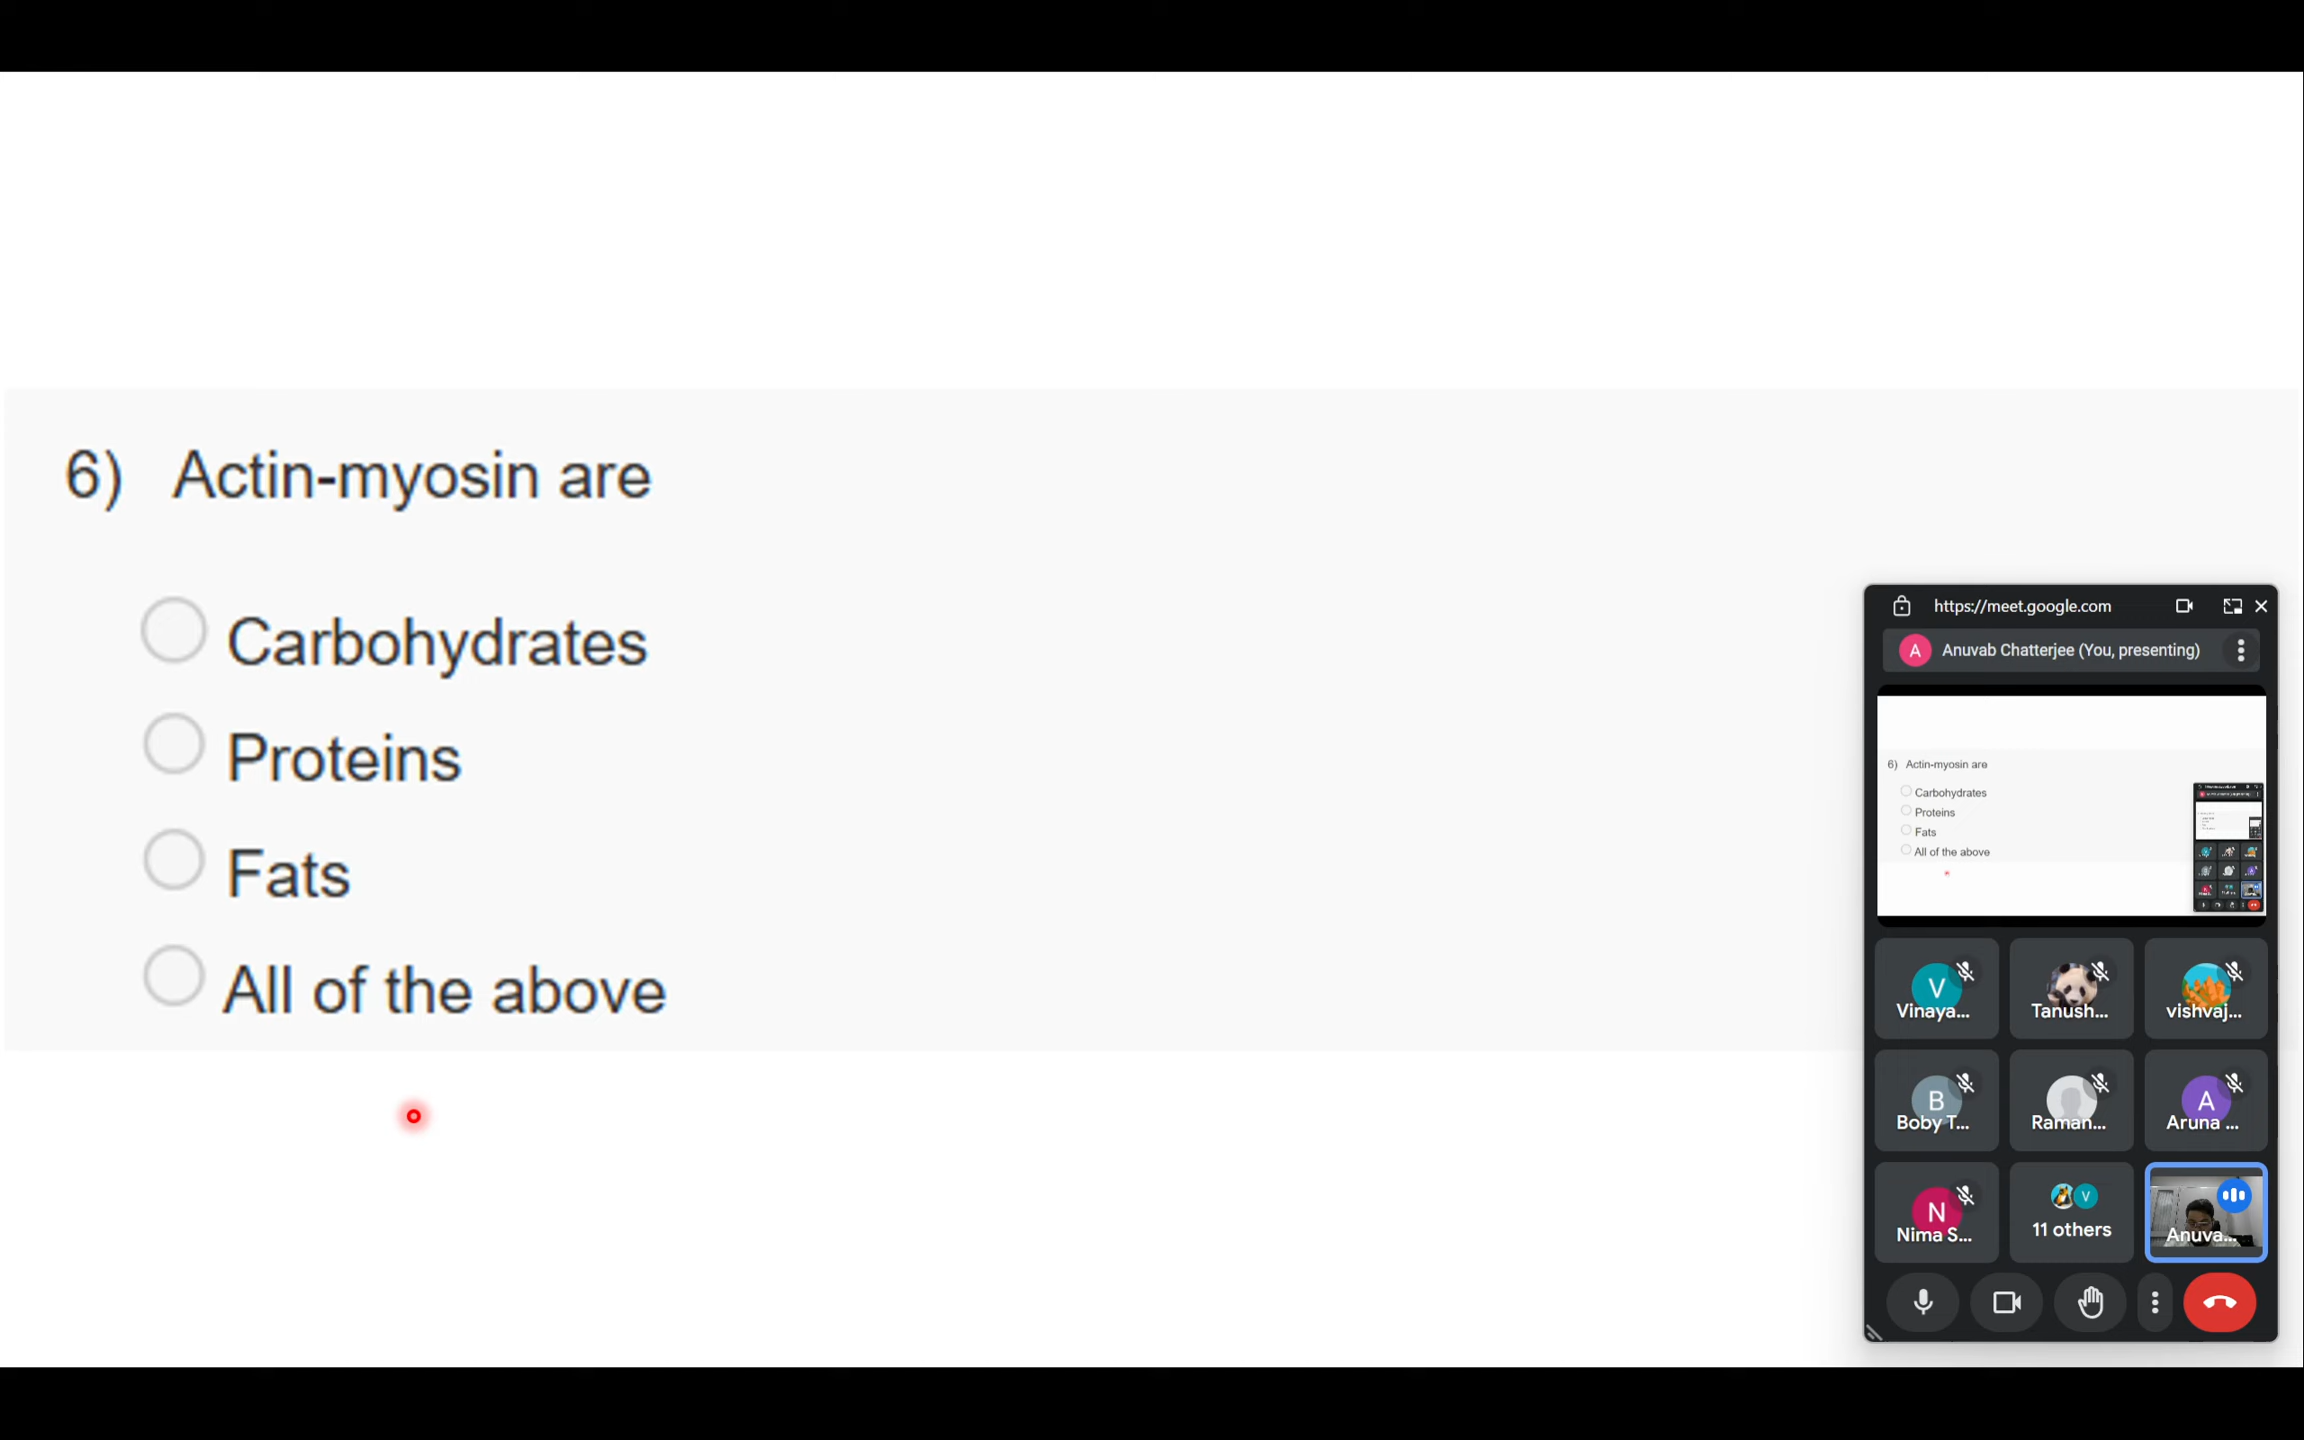 6) Actin-myosin are
Carbohydrates
Proteins
Fats
All of the above
https://meet.google.com
A Anuvab Chatterjee (You, presenting)
6) Actin-myosin are
Carbohydrates
Proteins
Fats
All of the above
V
Vinaya...
Tanush...
vishvaj...
B
Boby T...
Raman...
A
Aruna ...
N
Nima S...
V
11 others
Anuva...